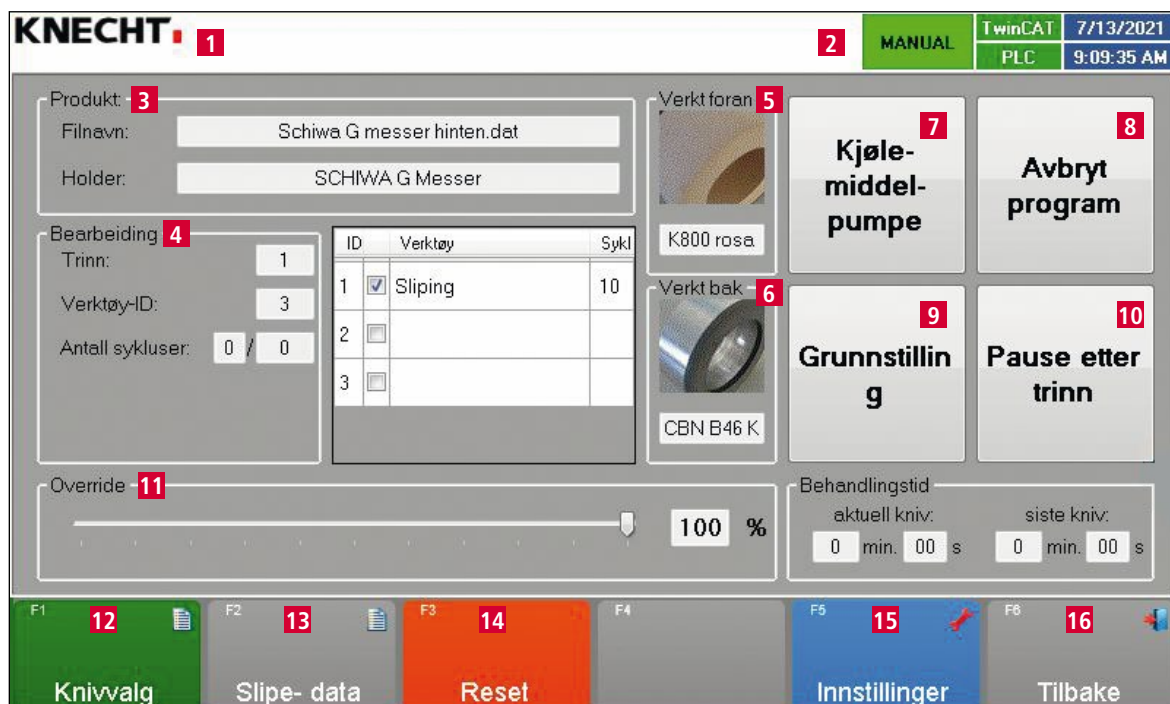 KNECHT
1
2
MANUAL
TwinCAT
7/13/2021
PLC
9:09:35 AM
Produkt: 3
Filnavn: Schiwa G messer hinten.dat
Holder: SCHIWA G Messer
Bearbeiding 4
Trinn: 1
Verktøy-ID: 3
Antall sykluser: 0 / 0
ID Verktøy Sykl
1 Sliping 10
2
3
Verkt foran 5
K800 rosa
Verkt bak 6
CBN B46 K
7
Kjøle-
middel-
pumpe
8
Avbryt
program
9
Grunnstillin
g
10
Pause etter
trinn
Override 11
100 %
Behandlingstid
aktuell kniv: siste kniv:
0 min. 00 s 0 min. 00 s
F1 12
Knivvalg
F2 13
Slipe- data
F3 14
Reset
F4
F5 15
Innstillinger
F6 16
Tilbake